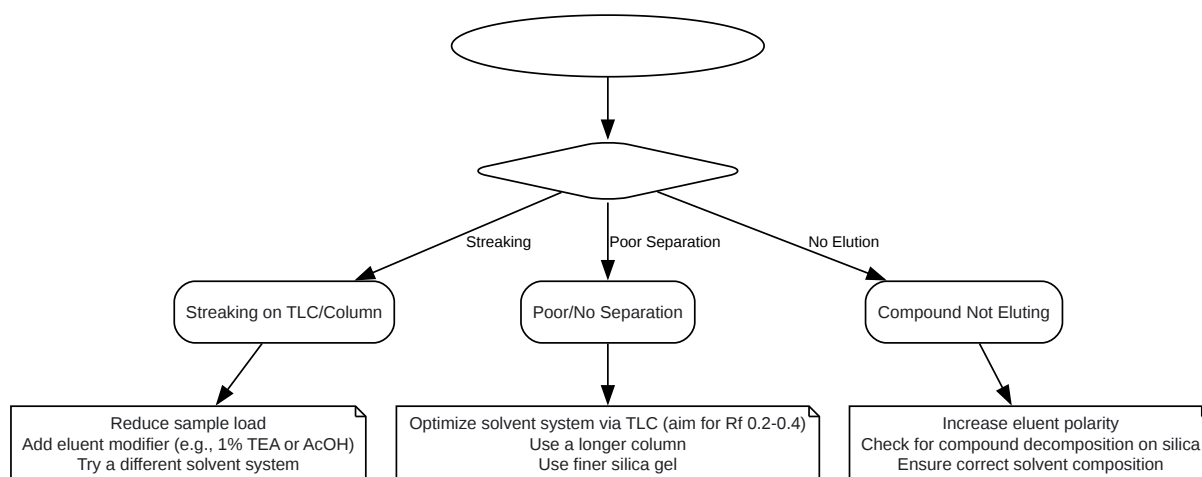 Streaking
Poor Separation
No Elution
Streaking on TLC/Column
Poor/No Separation
Compound Not Eluting
Reduce sample load
Add eluent modifier (e.g., 1% TEA or AcOH)
Try a different solvent system
Optimize solvent system via TLC (aim for Rf 0.2-0.4)
Use a longer column
Use finer silica gel
Increase eluent polarity
Check for compound decomposition on silica
Ensure correct solvent composition